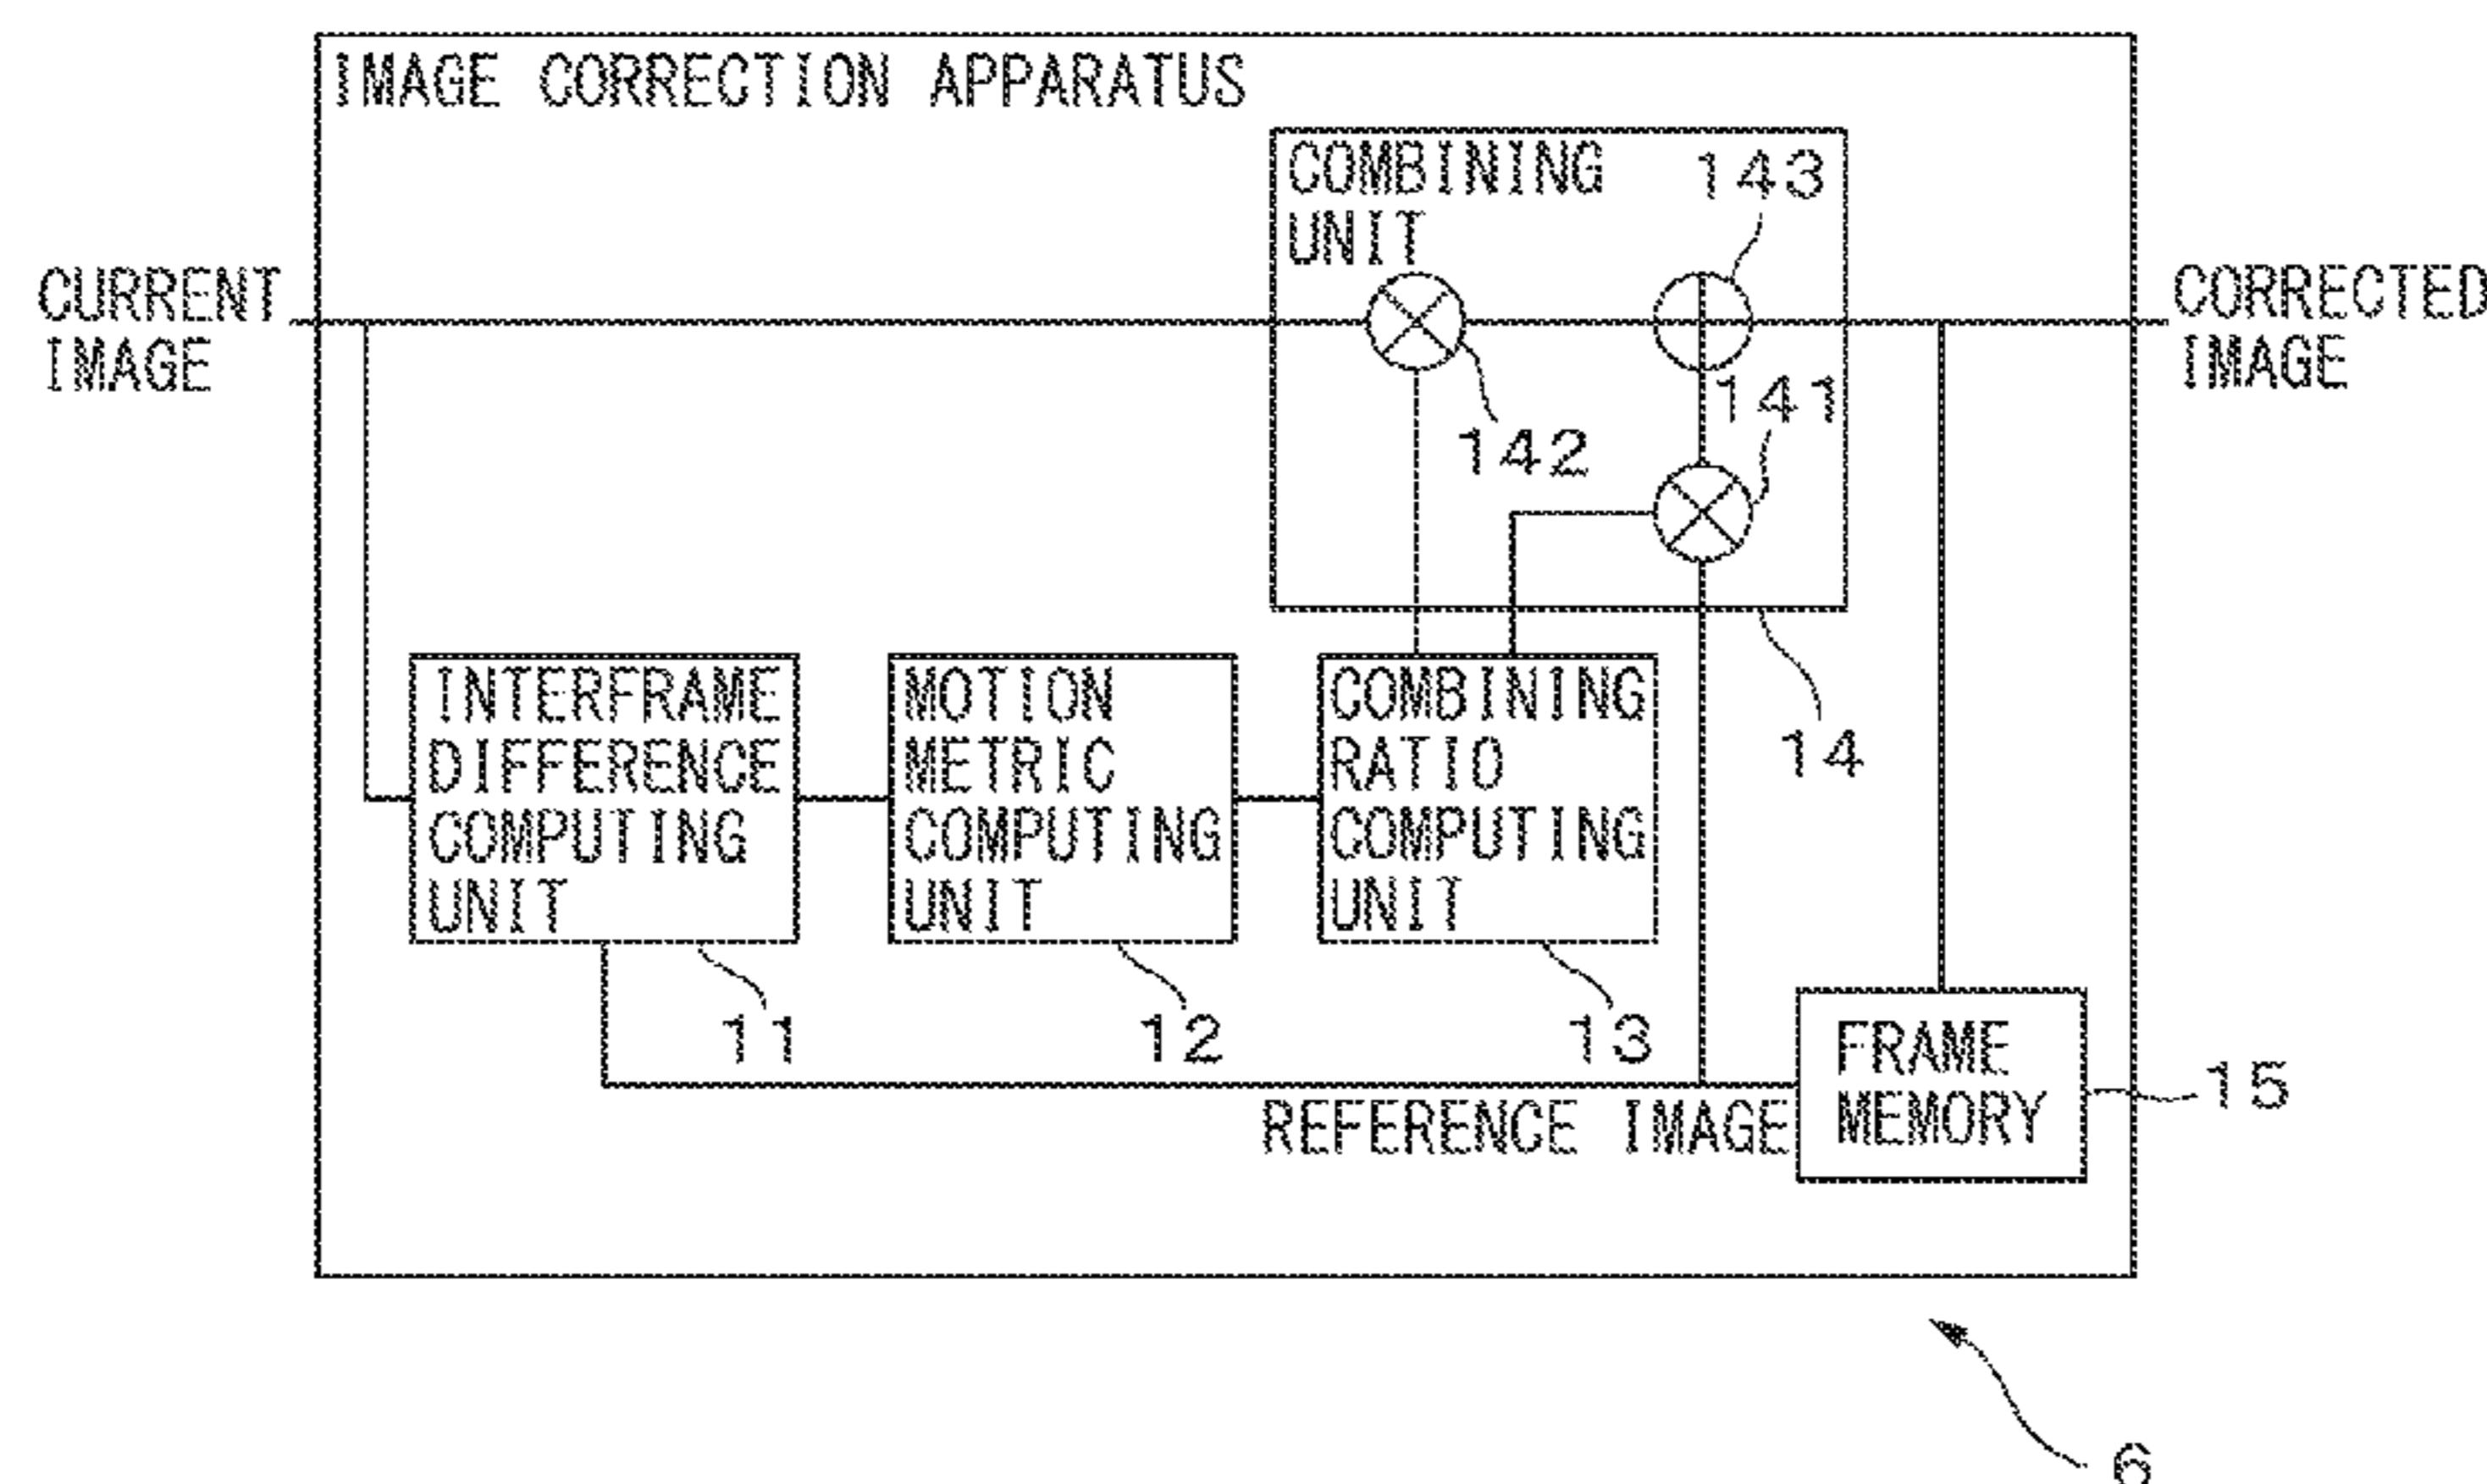 IMAGE CORRECTION APPARATUS
COMBINING
UNIT
143
CURRENT
IMAGE
CORRECTED
IMAGE
141
142
INTERFRAME
DIFFERENCE
COMPUTING
UNIT
MOTION
METRIC
COMPUTING
UNIT
COMBINING
RATIO
COMPUTING
UNIT
14
11
12
13
FRAME
MEMORY
15
REFERENCE IMAGE
6